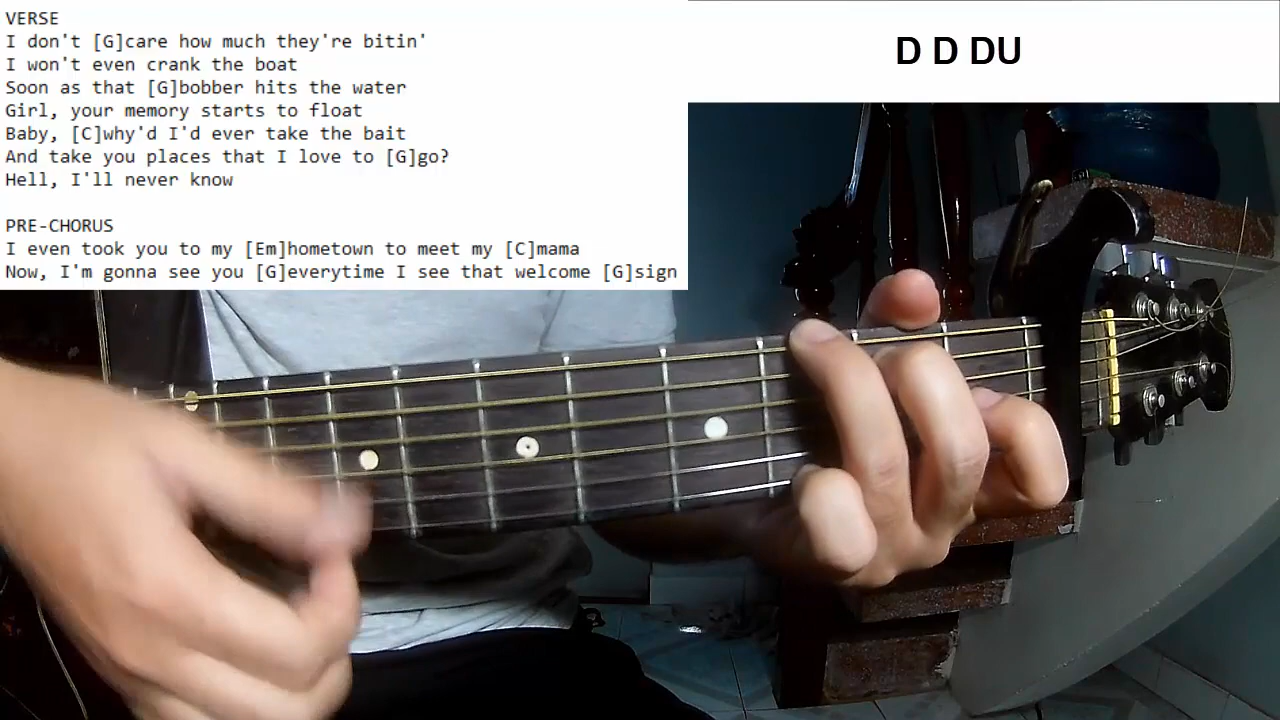 VERSE
I don't [G]care how much they're bitin'
I won't even crank the boat
Soon as that [G]bobber hits the water
Girl, your memory starts to float
Baby, [C]why'd I'd ever take the bait
And take you places that I love to [G]go?
Hell, I'll never know

PRE-CHORUS
I even took you to my [Em]hometown to meet my [C]mama
Now, I'm gonna see you [G]everytime I see that welcome [G]sign
D D DU